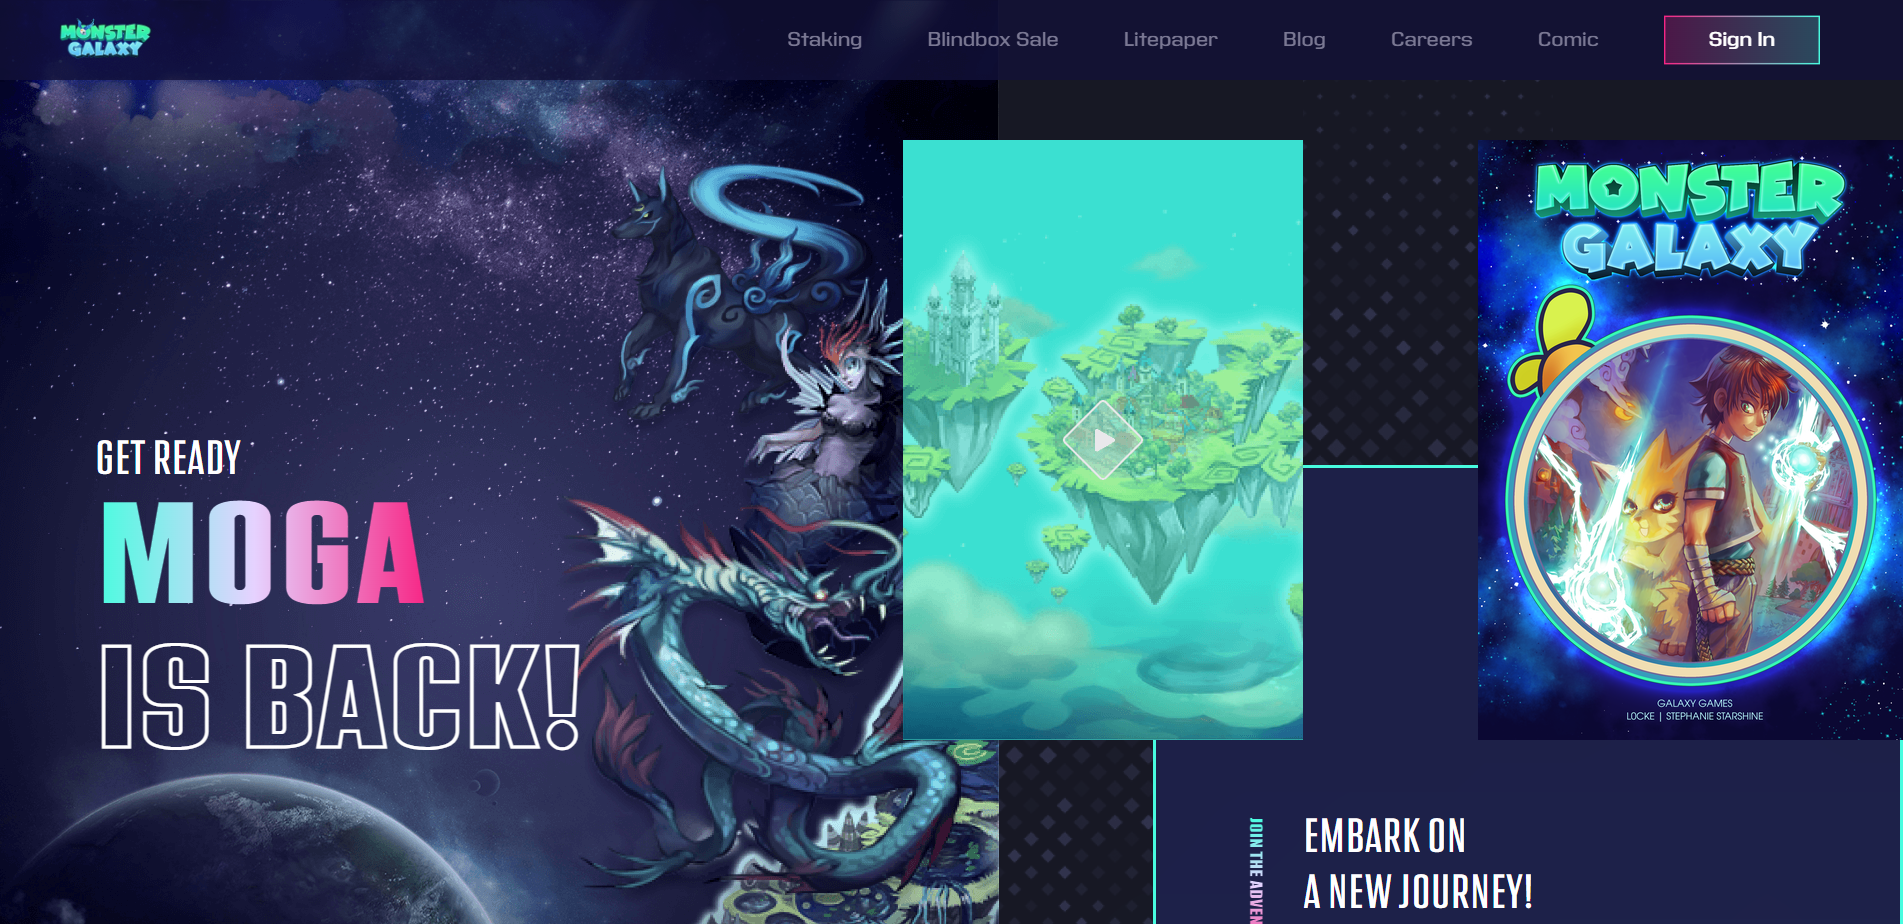 MONSTER
GALAXY
Staking
Blindbox Sale
Litepaper
Blog
Careers
Comic
Sign In
GET READY
MOGA
IS BACK!
MONSTER
GALAXY
GALAXY GAMES
LOCKE | STEPHANIE STARSHINE
JOIN THE ADVEN
EMBARK ON
A NEW JOURNEY!